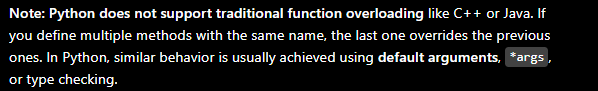 Note: Python does not support traditional function overloading like C++ or Java. If
you define multiple methods with the same name, the last one overrides the previous
ones. In Python, similar behavior is usually achieved using default arguments, *args,
or type checking.